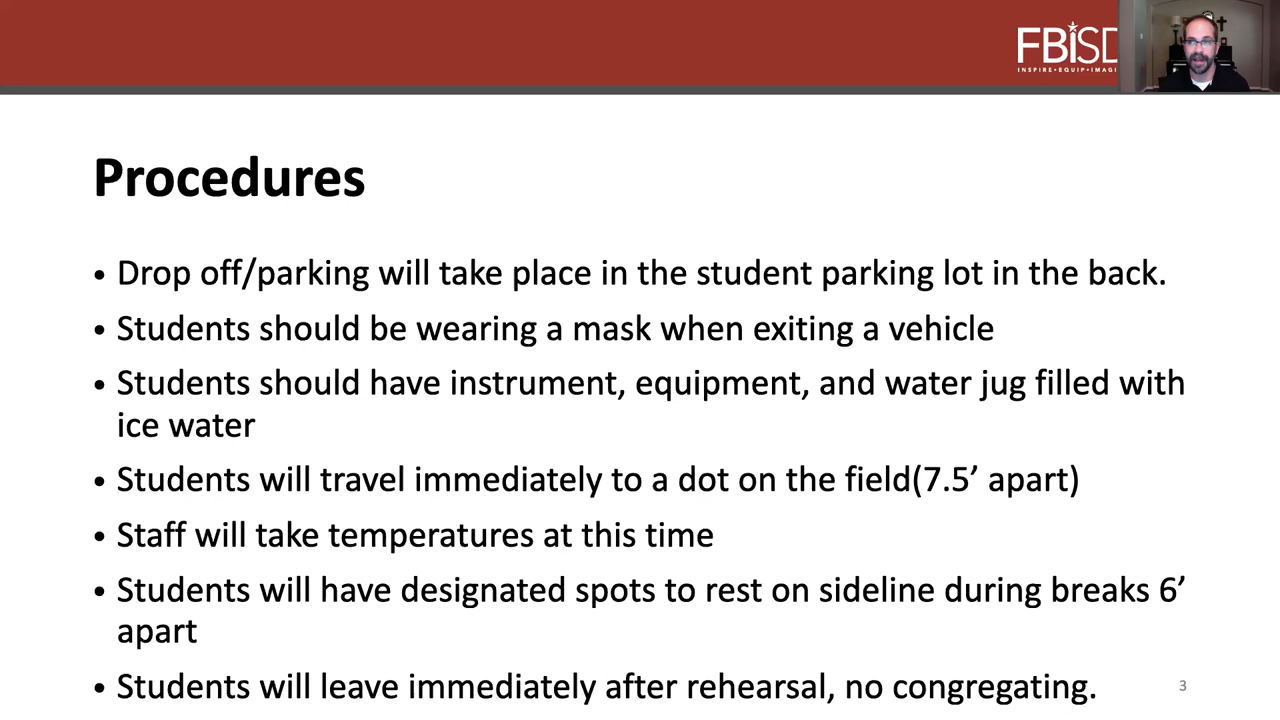 FBiSD
INSPIRE•EQUIP•IMAGI
Procedures
• Drop off/parking will take place in the student parking lot in the back.
• Students should be wearing a mask when exiting a vehicle
• Students should have instrument, equipment, and water jug filled with
ice water
• Students will travel immediately to a dot on the field(7.5’ apart)
• Staff will take temperatures at this time
• Students will have designated spots to rest on sideline during breaks 6’
apart
• Students will leave immediately after rehearsal, no congregating.
3